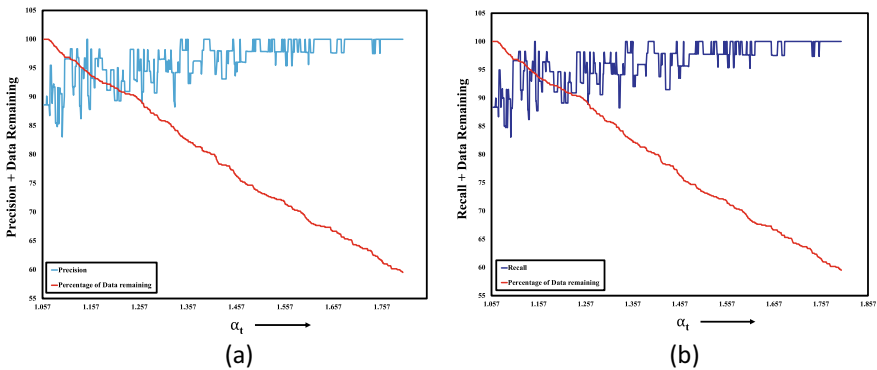 105
100
95
90
85
80
75
70
65
60
55
Precision + Data Remaining
Precision
Percentage of Data remaining
1.057 1.157 1.257 1.357 1.457 1.557 1.657 1.757
αt
(a)
105
100
95
90
85
80
75
70
65
60
55
Recall + Data Remaining
Recall
Percentage of Data remaining
1.057 1.157 1.257 1.357 1.457 1.557 1.657 1.757 1.857
αt
(b)